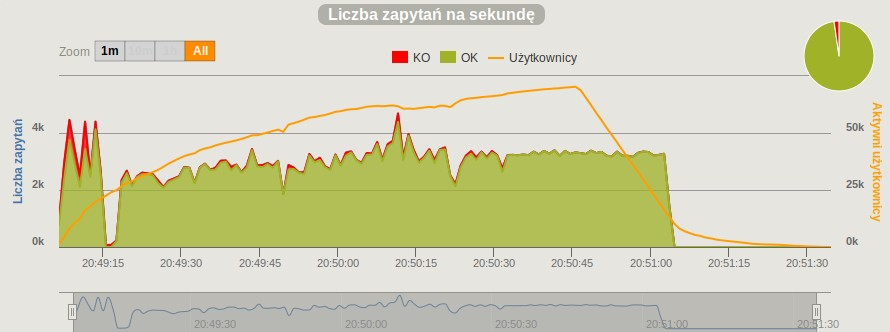 Liczba zapytań na sekundę
Zoom 1m 10m 1h All
KO OK Użytkownicy
Liczba zapytań
4k
2k
0k
50k
25k
0k
Aktywni użytkownicy
20:49:15 20:49:30 20:49:45 20:50:00 20:50:15 20:50:30 20:50:45 20:51:00 20:51:15 20:51:30
20:49:30 20:50:00 20:50:30 20:51:00 20:51:30